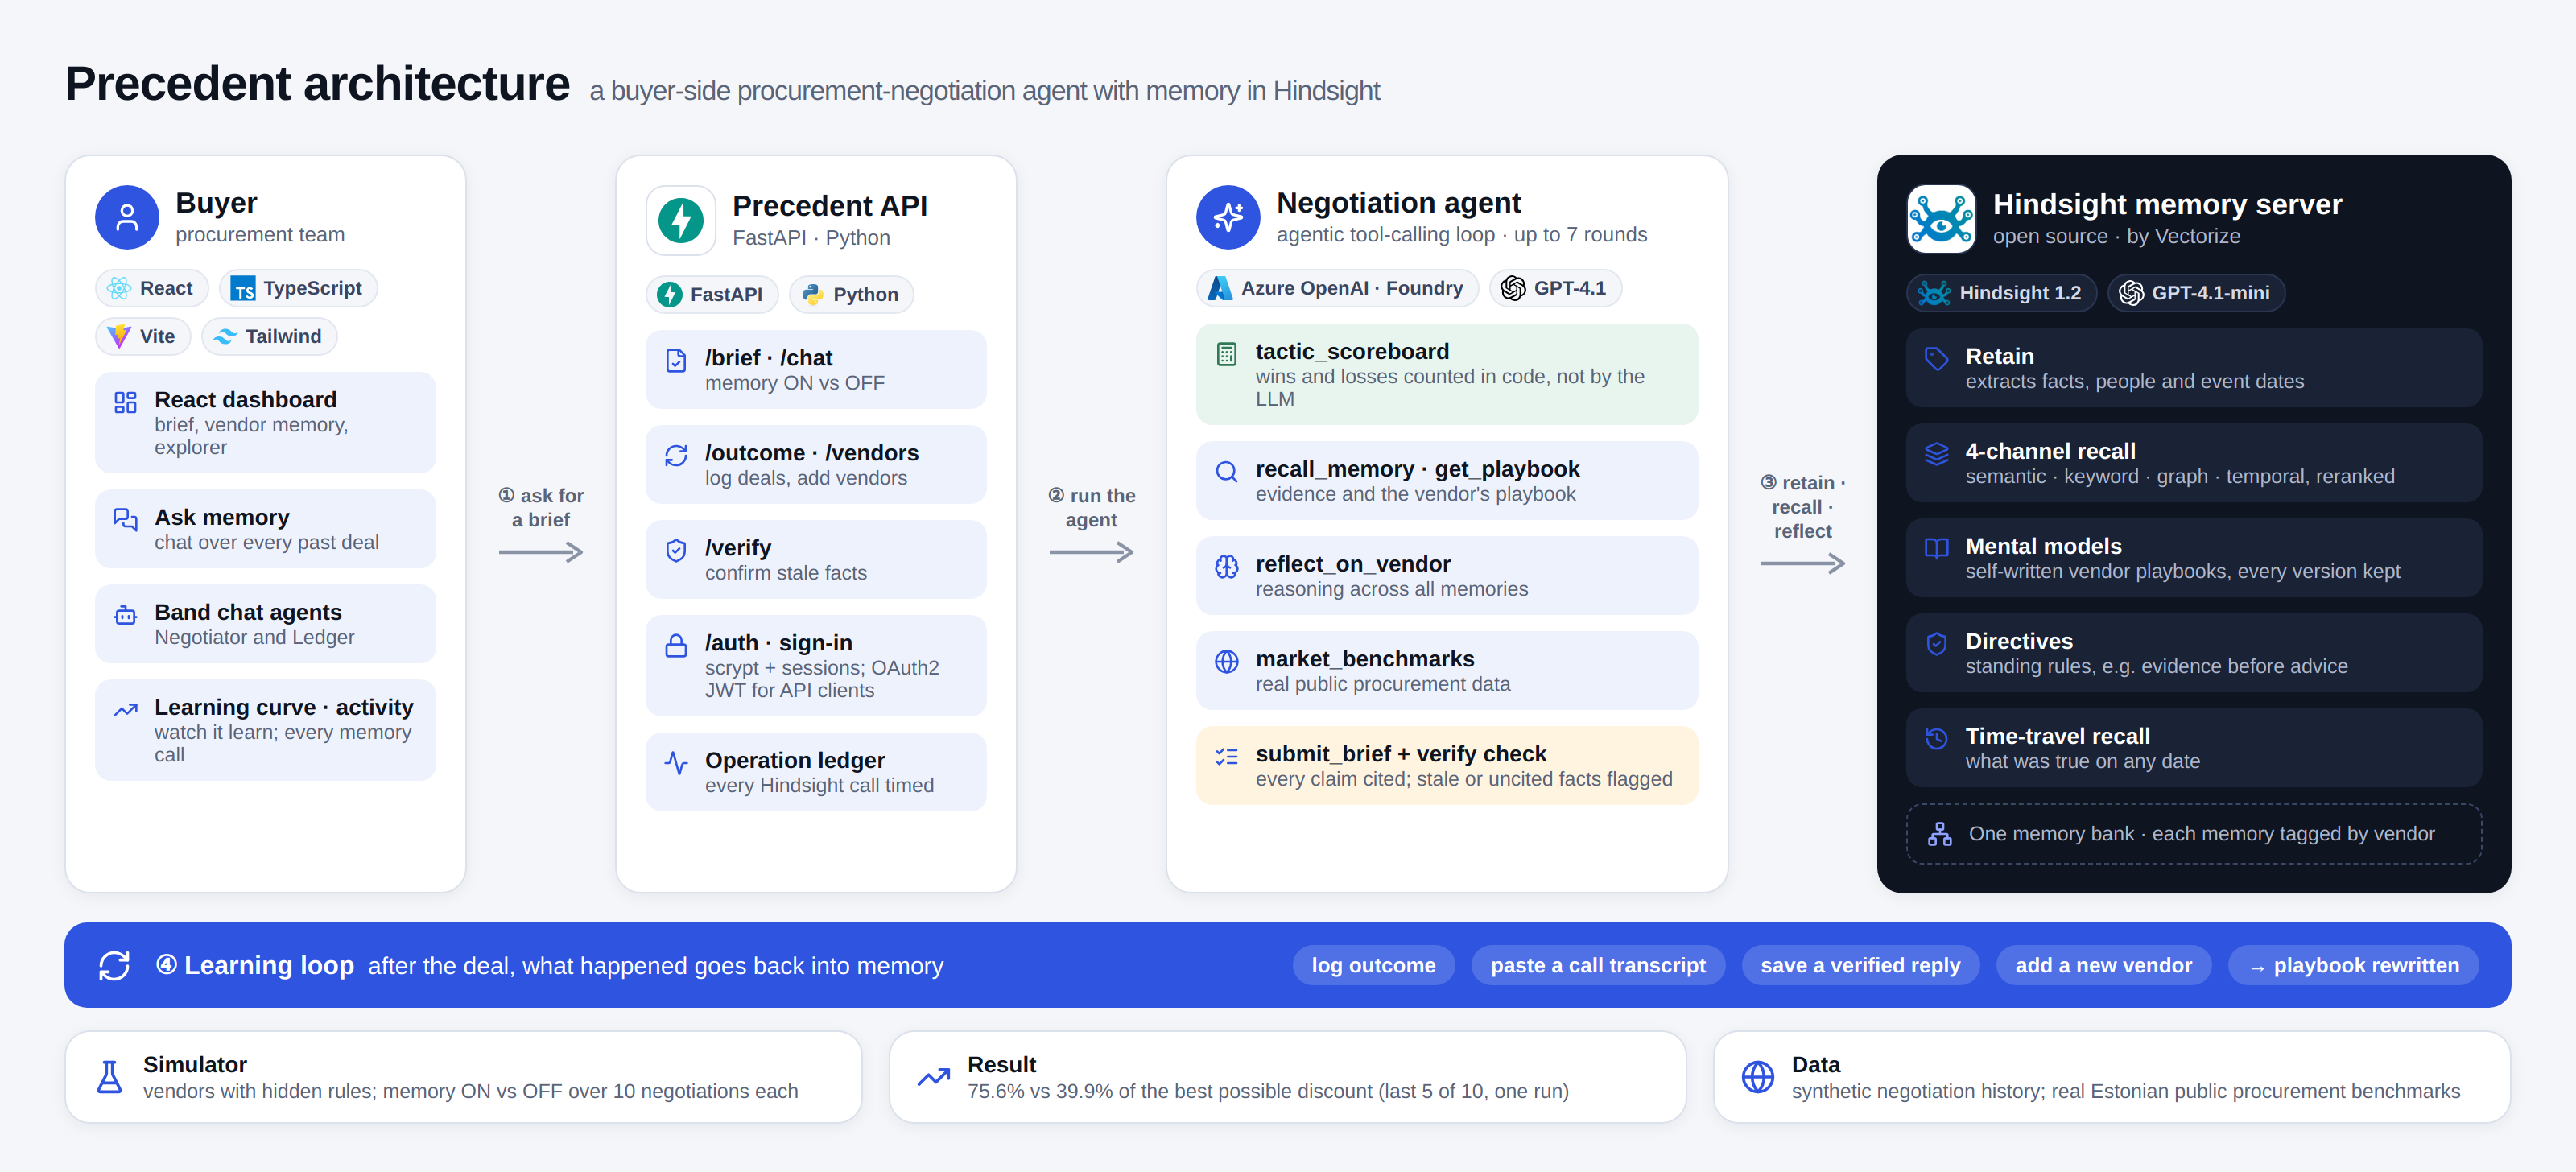 Precedent architecture a buyer-side procurement-negotiation agent with memory in Hindsight
Buyer
procurement team
React
TS TypeScript
Vite
Tailwind
React dashboard
brief, vendor memory,
explorer
Ask memory
chat over every past deal
Band chat agents
Negotiator and Ledger
Learning curve · activity
watch it learn; every memory
call
① ask for
a brief
Precedent API
FastAPI · Python
FastAPI
Python
/brief · /chat
memory ON vs OFF
/outcome · /vendors
log deals, add vendors
/verify
confirm stale facts
/auth · sign-in
scrypt + sessions; OAuth2
JWT for API clients
Operation ledger
every Hindsight call timed
② run the
agent
Negotiation agent
agentic tool-calling loop · up to 7 rounds
Azure OpenAI · Foundry
GPT-4.1
tactic_scoreboard
wins and losses counted in code, not by the
LLM
recall_memory · get_playbook
evidence and the vendor's playbook
reflect_on_vendor
reasoning across all memories
market_benchmarks
real public procurement data
submit_brief + verify check
every claim cited; stale or uncited facts flagged
③ retain ·
recall ·
reflect
Hindsight memory server
open source · by Vectorize
Hindsight 1.2
GPT-4.1-mini
Retain
extracts facts, people and event dates
4-channel recall
semantic · keyword · graph · temporal, reranked
Mental models
self-written vendor playbooks, every version kept
Directives
standing rules, e.g. evidence before advice
Time-travel recall
what was true on any date
One memory bank · each memory tagged by vendor
④ Learning loop after the deal, what happened goes back into memory
log outcome
paste a call transcript
save a verified reply
add a new vendor
→ playbook rewritten
Simulator
vendors with hidden rules; memory ON vs OFF over 10 negotiations each
Result
75.6% vs 39.9% of the best possible discount (last 5 of 10, one run)
Data
synthetic negotiation history; real Estonian public procurement benchmarks